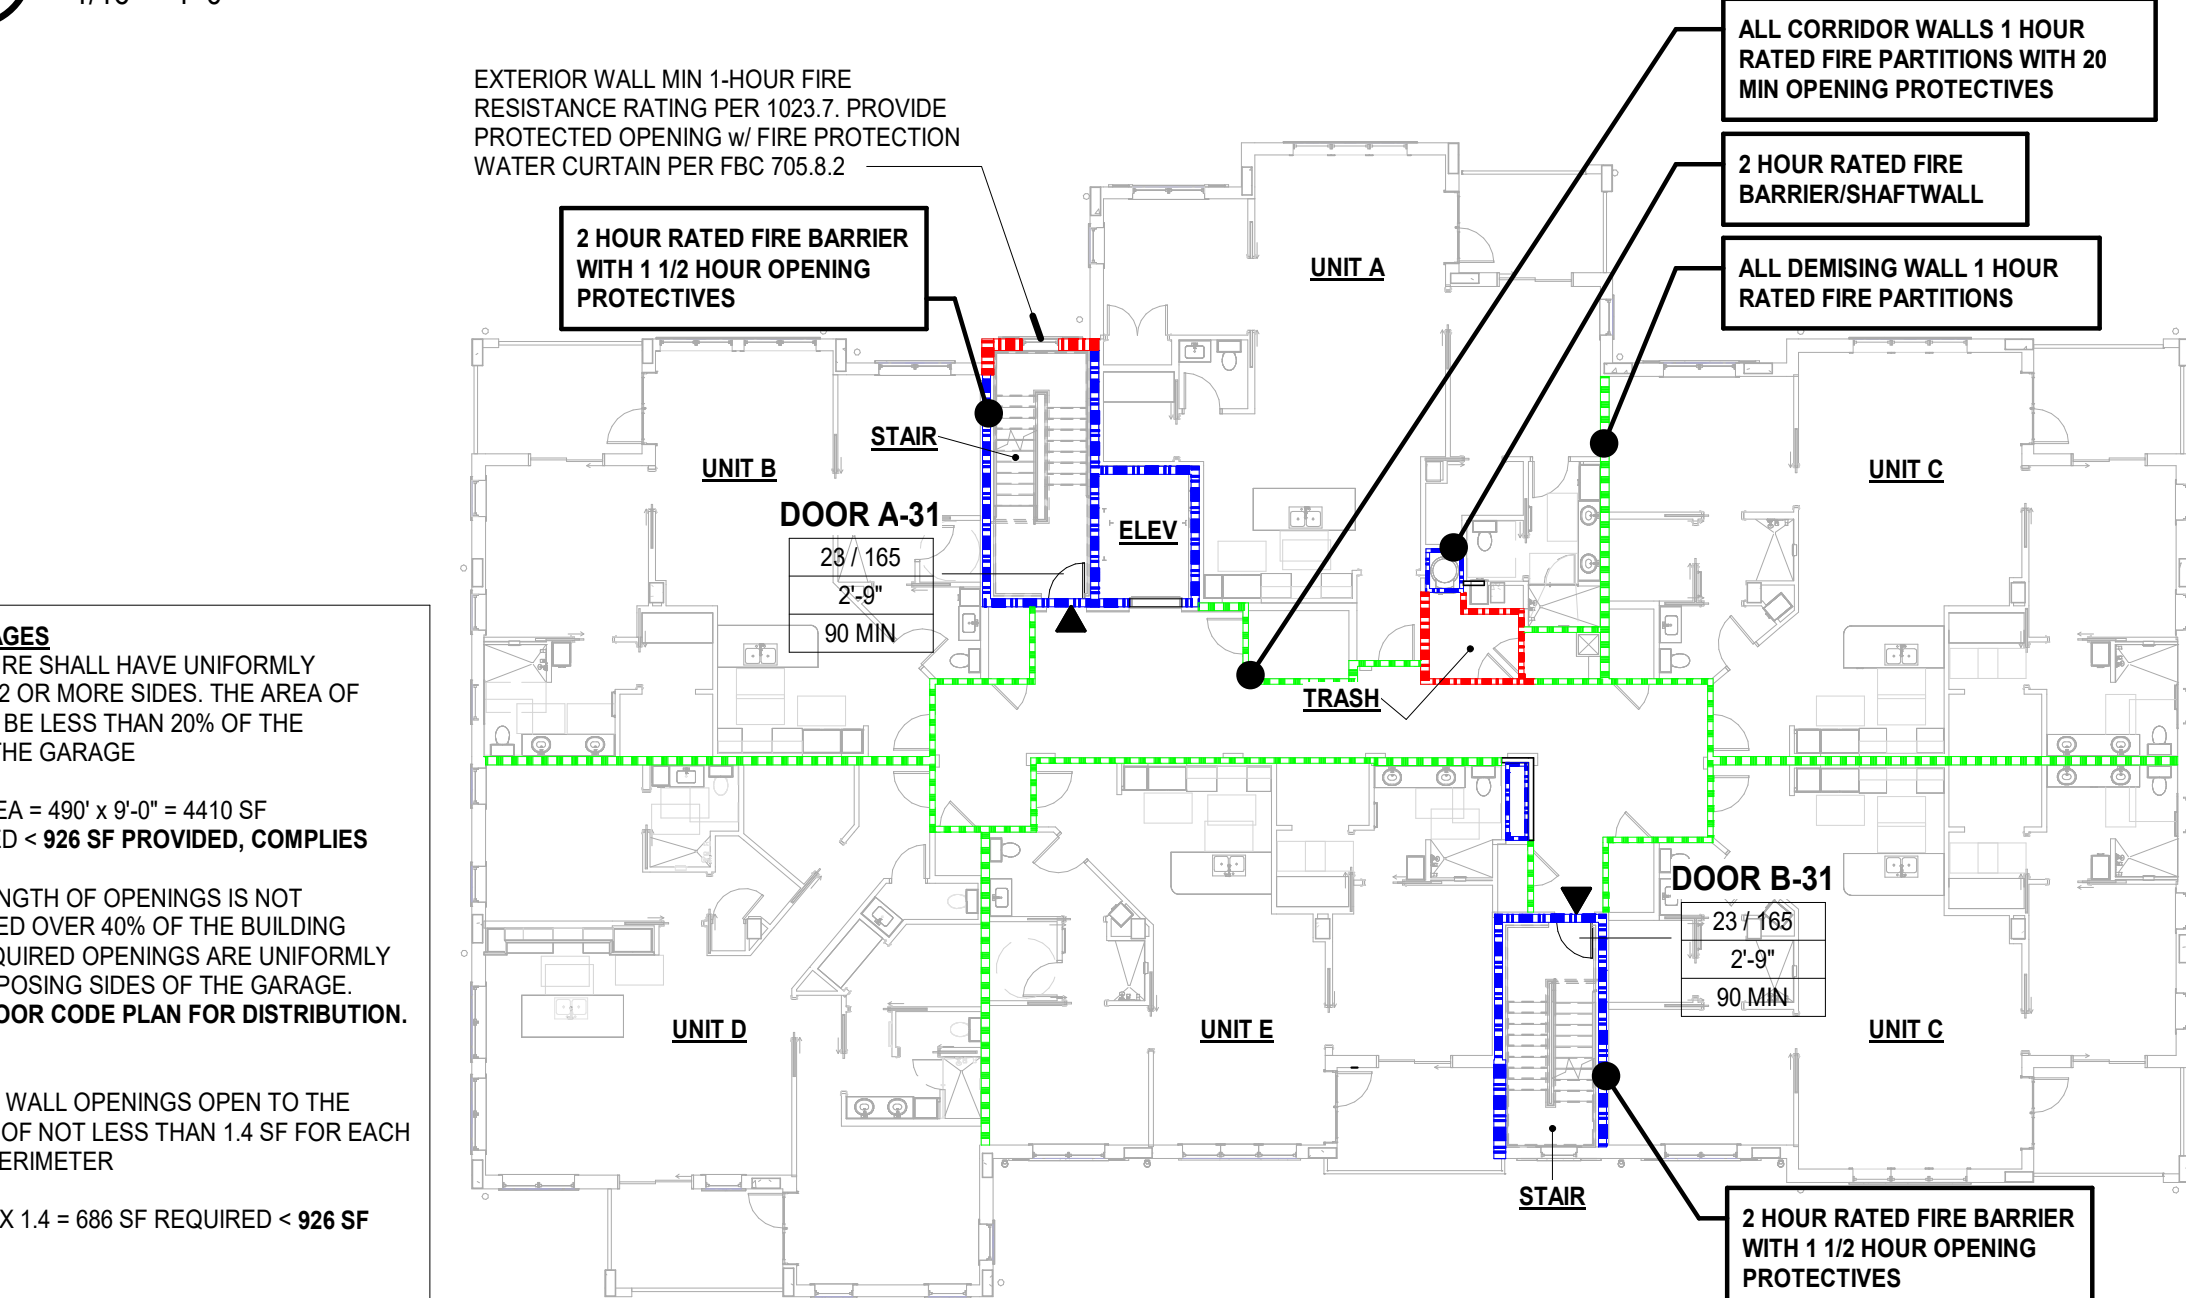 EXTERIOR WALL MIN 1-HOUR FIRE
RESISTANCE RATING PER 1023.7. PROVIDE
PROTECTED OPENING w/ FIRE PROTECTION
WATER CURTAIN PER FBC 705.8.2
2 HOUR RATED FIRE BARRIER
WITH 1 1/2 HOUR OPENING
PROTECTIVES
ALL CORRIDOR WALLS 1 HOUR
RATED FIRE PARTITIONS WITH 20
MIN OPENING PROTECTIVES
2 HOUR RATED FIRE
BARRIER/SHAFTWALL
ALL DEMISING WALL 1 HOUR
RATED FIRE PARTITIONS
UNIT A
STAIR
UNIT B
UNIT C
DOOR A-31
23 / 165
2'-9"
90 MIN
ELEV
TRASH
AGES
RE SHALL HAVE UNIFORMLY
2 OR MORE SIDES. THE AREA OF
BE LESS THAN 20% OF THE
THE GARAGE
EA = 490' x 9'-0" = 4410 SF
ED < 926 SF PROVIDED, COMPLIES
NGTH OF OPENINGS IS NOT
ED OVER 40% OF THE BUILDING
QUIRED OPENINGS ARE UNIFORMLY
POSING SIDES OF THE GARAGE.
OOR CODE PLAN FOR DISTRIBUTION.
WALL OPENINGS OPEN TO THE
OF NOT LESS THAN 1.4 SF FOR EACH
ERIMETER
X 1.4 = 686 SF REQUIRED < 926 SF
DOOR B-31
23 / 165
2'-9"
90 MIN
UNIT D
UNIT E
UNIT C
STAIR
2 HOUR RATED FIRE BARRIER
WITH 1 1/2 HOUR OPENING
PROTECTIVES